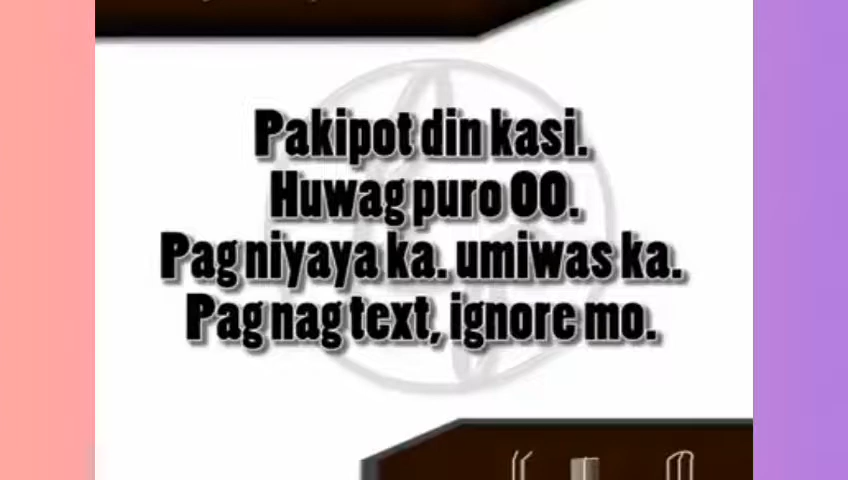 Pakipot din kasi.
Huwag puro OO.
Pag niyaya ka. umiwas ka.
Pag nag text, ignore mo.